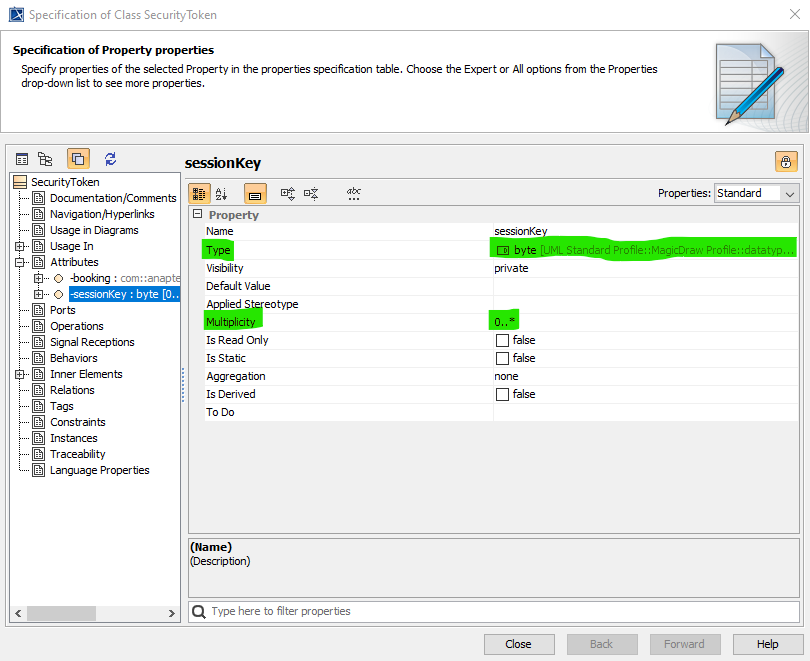 Specification of Class SecurityToken
Specification of Property properties
Specify properties of the selected Property in the properties specification table. Choose the Expert or All options from the Properties
drop-down list to see more properties.
SecurityToken
Documentation/Comments
Navigation/Hyperlinks
Usage in Diagrams
Usage In
Attributes
-booking : com::anapte
-sessionKey : byte [0..
Ports
Operations
Signal Receptions
Behaviors
Inner Elements
Relations
Tags
Constraints
Instances
Traceability
Language Properties
sessionKey
Properties: Standard
Property
Name sessionKey
Type byte [UML Standard Profile::MagicDraw Profile::datatyp...
Visibility private
Default Value
Applied Stereotype
Multiplicity 0..*
Is Read Only false
Is Static false
Aggregation none
Is Derived false
To Do
(Name)
(Description)
Type here to filter properties
Close Back Forward Help